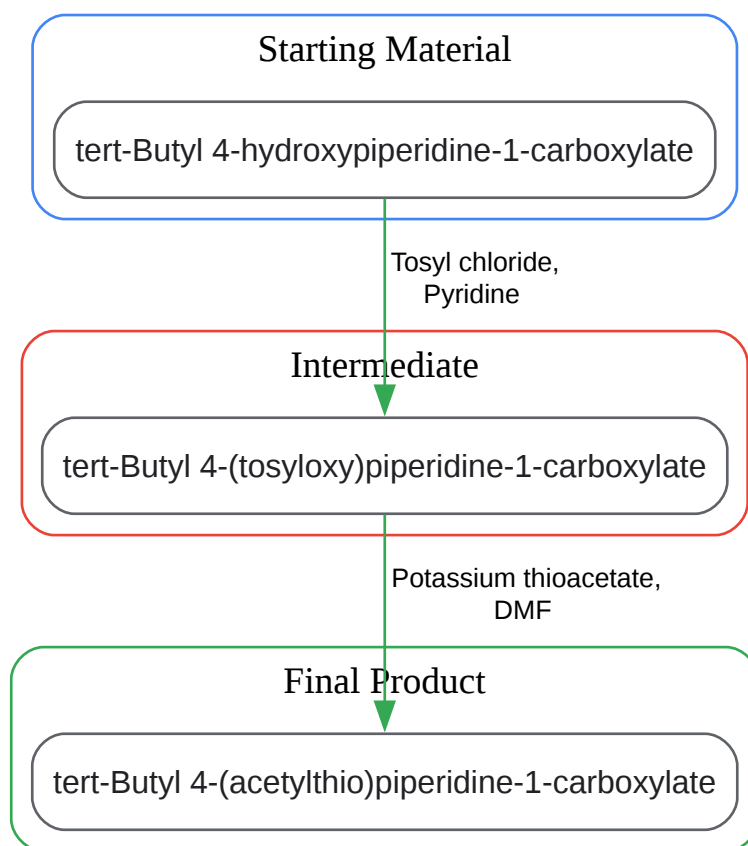 Starting Material
tert-Butyl 4-hydroxypiperidine-1-carboxylate
Tosyl chloride,
Pyridine
Intermediate
tert-Butyl 4-(tosyloxy)piperidine-1-carboxylate
Potassium thioacetate,
DMF
Final Product
tert-Butyl 4-(acetylthio)piperidine-1-carboxylate